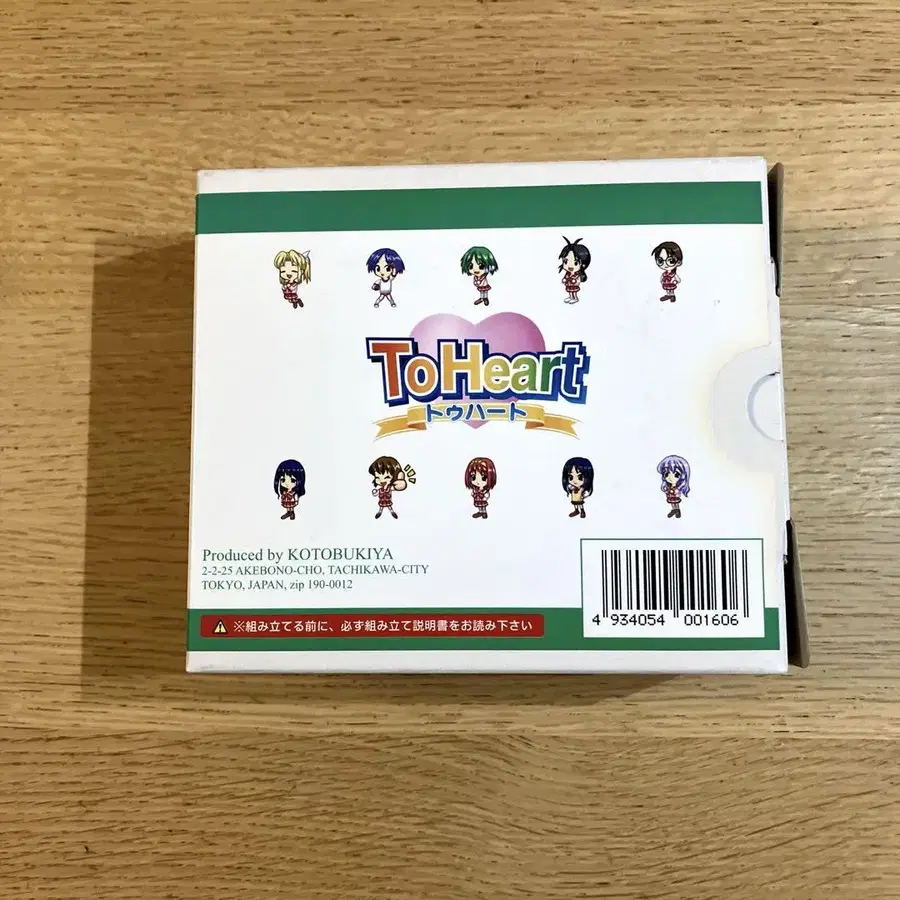 ToHeart
トゥハート
Produced by KOTOBUKIYA
2-2-25 AKEBONO-CHO, TACHIKAWA-CITY
TOKYO, JAPAN, zip 190-0012
※組み立てる前に、必ず組み立て説明書をお読み下さい
4 934054 001606